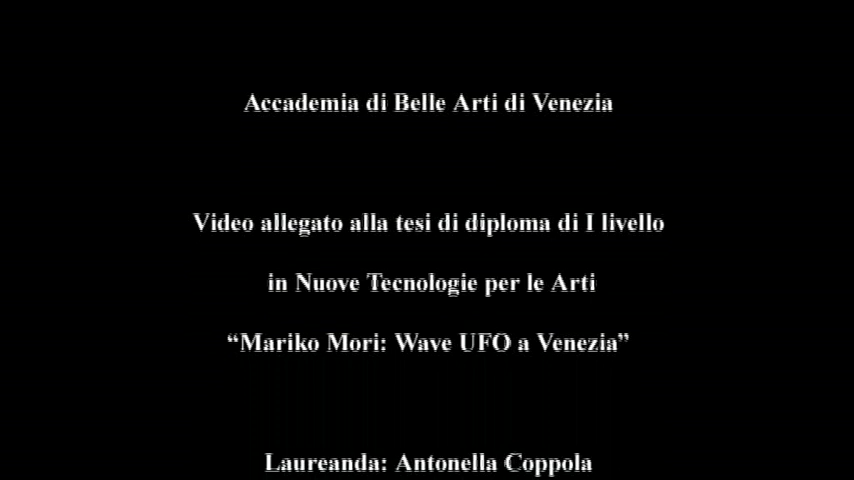 Accademia di Belle Arti di Venezia
Video allegato alla tesi di diploma di I livello
in Nuove Tecnologie per le Arti
“Mariko Mori: Wave UFO a Venezia”
Laureanda: Antonella Coppola